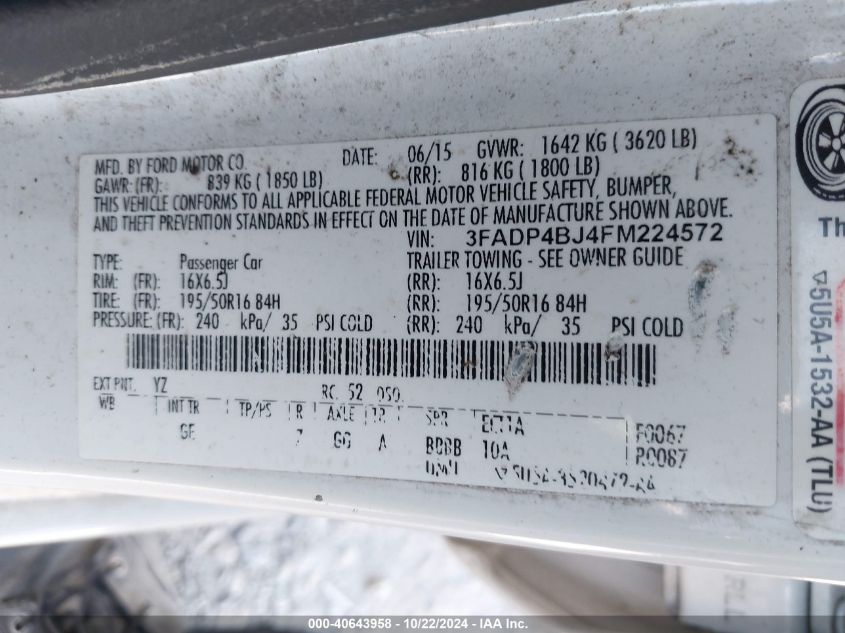 MFD. BY FORD MOTOR CO.
DATE: 06/15 GVWR: 1642 KG ( 3620 LB)
GAWR: (FR): 839 KG ( 1850 LB) (RR): 816 KG ( 1800 LB)
THIS VEHICLE CONFORMS TO ALL APPLICABLE FEDERAL MOTOR VEHICLE SAFETY, BUMPER,
AND THEFT PREVENTION STANDARDS IN EFFECT ON THE DATE OF MANUFACTURE SHOWN ABOVE.
VIN: 3FADP4BJ4FM224572
TYPE: Passenger Car TRAILER TOWING - SEE OWNER GUIDE
RIM: (FR): 16X6.5J (RR): 16X6.5J
TIRE: (FR): 195/50R16 84H (RR): 195/50R16 84H
PRESSURE: (FR): 240 kPa/ 35 PSI COLD (RR): 240 kPa/ 35 PSI COLD
EXT PNT: YZ RC: 52 DSO:
WB INT TR TP/PS R AXLE TR SPR
GF 7 GG A BBBB 10A
F0067
R0087
Th
5U5A-1532-AA (TLU)
000-40643958 - 10/22/2024 - IAA Inc.